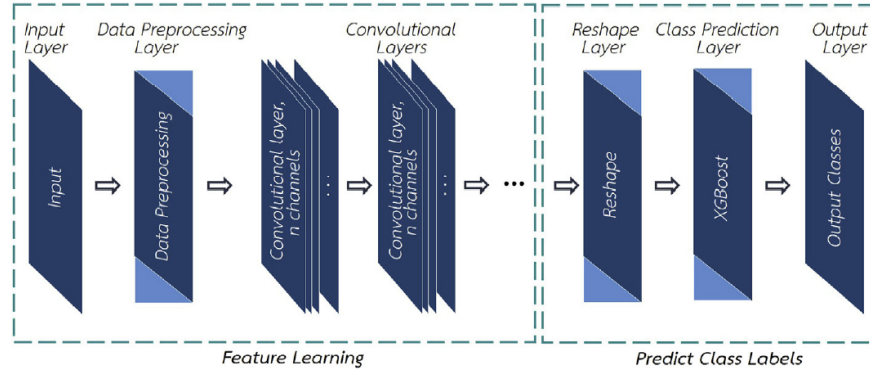 Input
Layer
Data Preprocessing
Layer
Convolutional
Layers
Reshape
Layer
Class Prediction
Layer
Output
Layer
Input
Data Preprocessing
Convolutional layer,
n channels
...
Convolutional layer,
n channels
...
...
Reshape
XGBoost
Output Classes
Feature Learning
Predict Class Labels